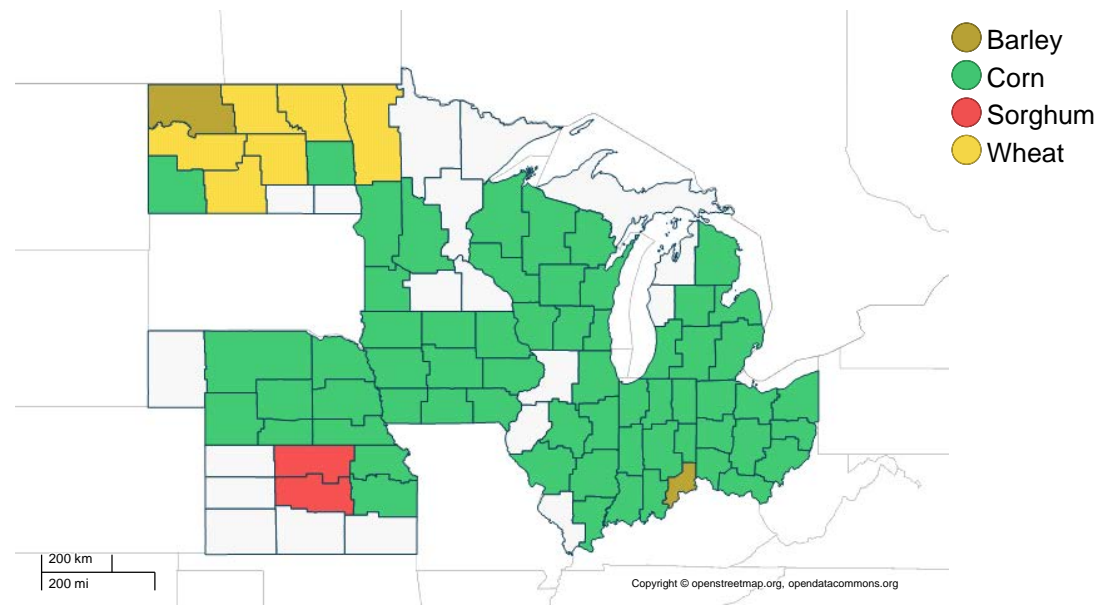 Barley
Corn
Sorghum
Wheat
200 km
200 mi
Copyright © openstreetmap.org, opendatacommons.org